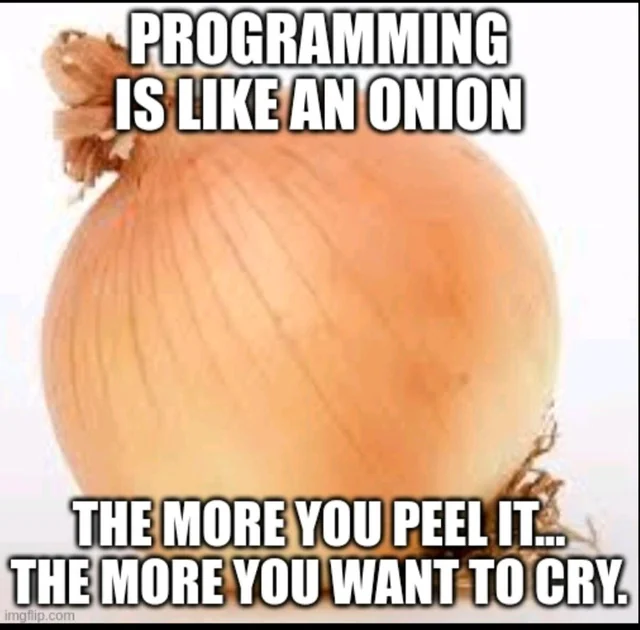 PROGRAMMING
IS LIKE AN ONION
THE MORE YOU PEEL IT...
THE MORE YOU WANT TO CRY.
imgflip.com